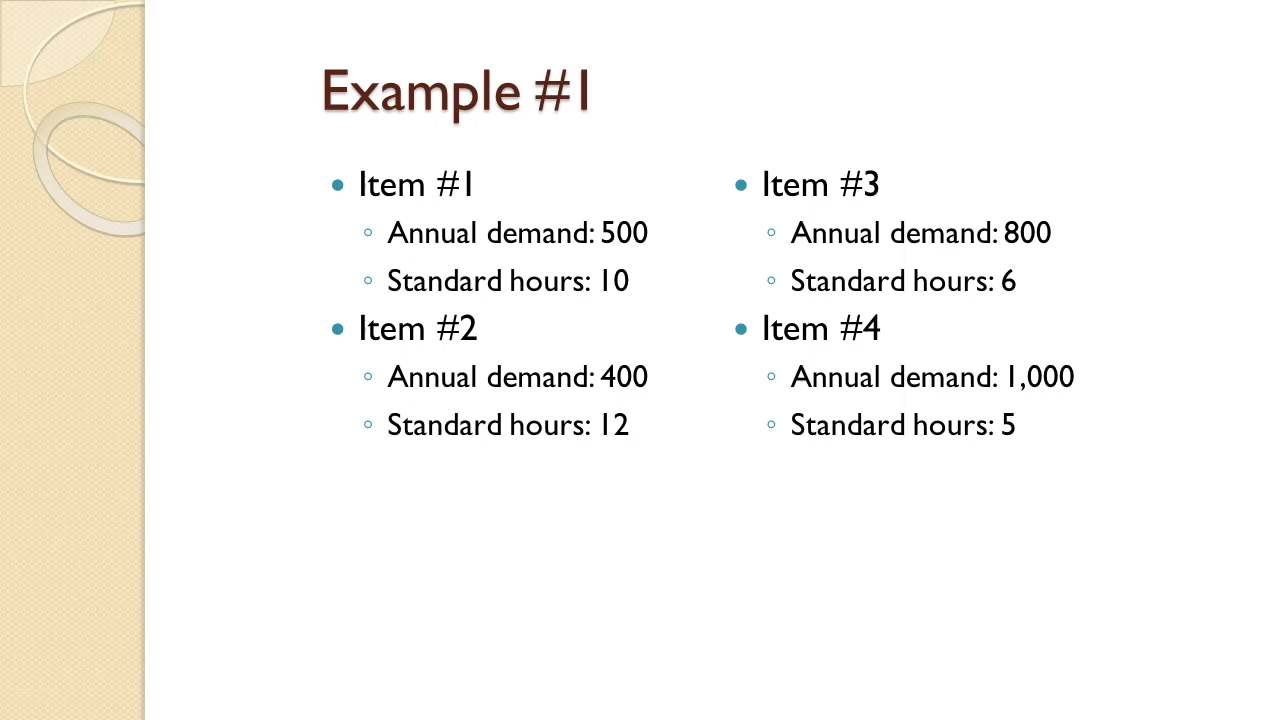 Example #1
Item #1
Annual demand: 500
Standard hours: 10
Item #2
Annual demand: 400
Standard hours: 12
Item #3
Annual demand: 800
Standard hours: 6
Item #4
Annual demand: 1,000
Standard hours: 5